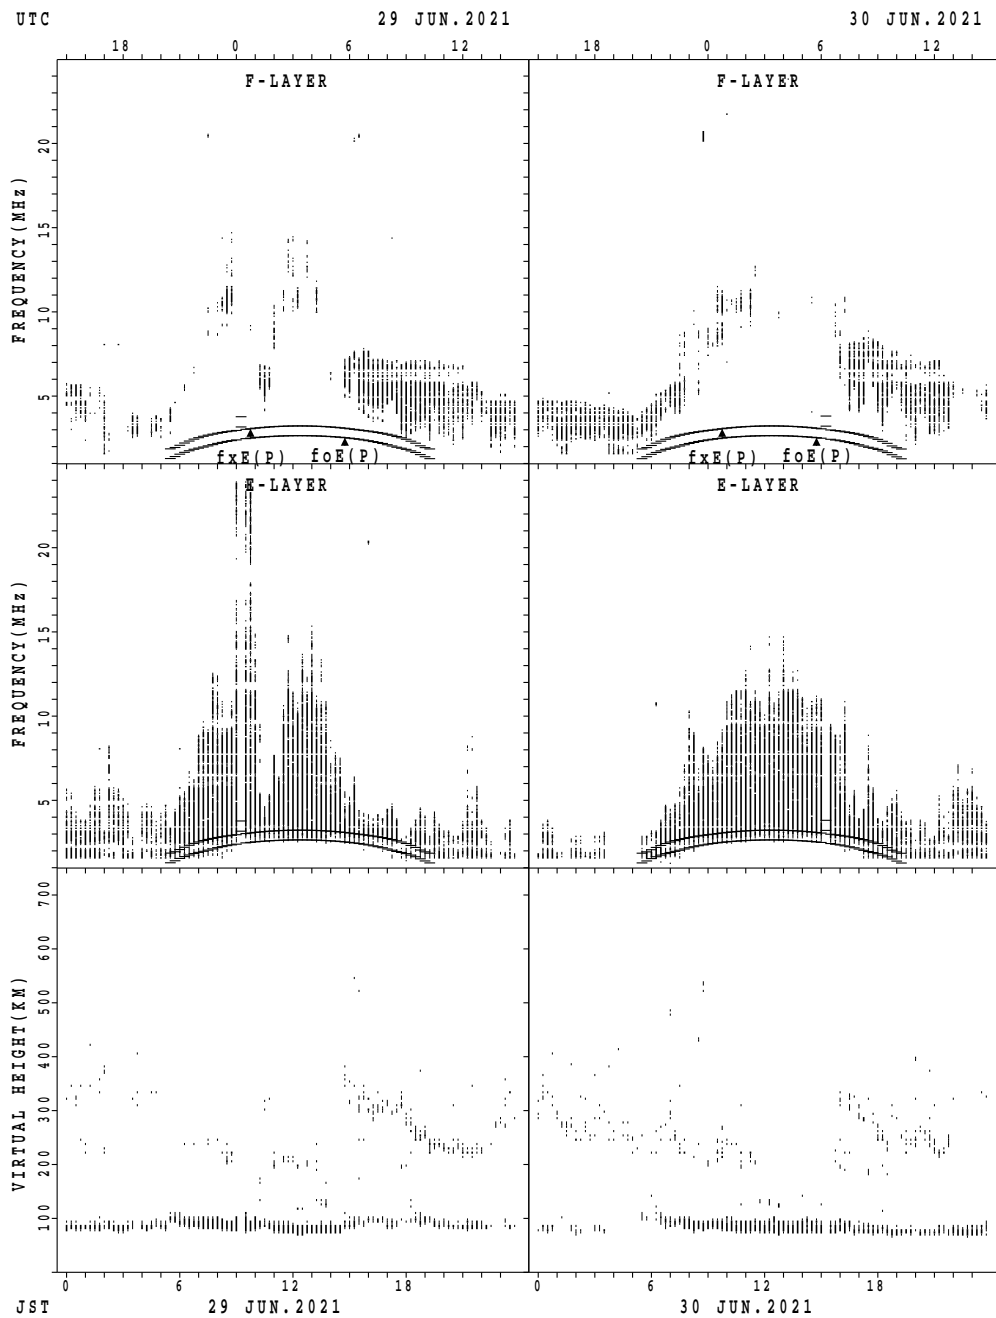 UTC 29 JUN.2021 30 JUN.2021
18 0 6 12 18 0 6 12
F-LAYER F-LAYER
FREQUENCY(MHz)
20
15
10
5
fxE(P) foE(P) fxE(P) foE(P)
E-LAYER E-LAYER
FREQUENCY(MHz)
20
15
10
5
VIRTUAL HEIGHT(KM)
700
600
500
400
300
200
100
0 6 12 18 0 6 12 18
JST 29 JUN.2021 30 JUN.2021